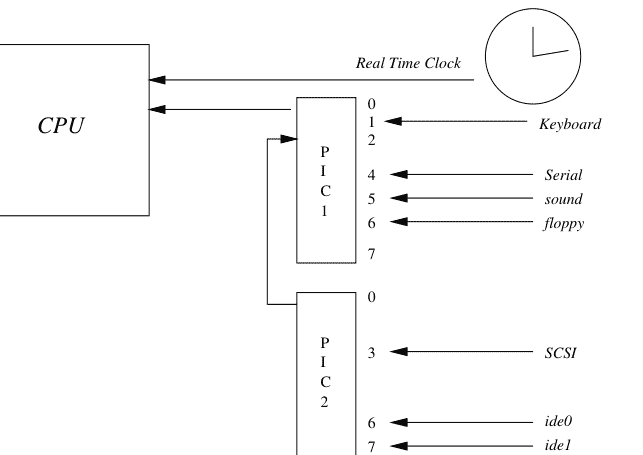 Real Time Clock
CPU
0
1
Keyboard
2
P
I
C
1
4
Serial
5
sound
6
floppy
7
0
P
I
C
2
3
SCSI
6
ide0
7
ide1